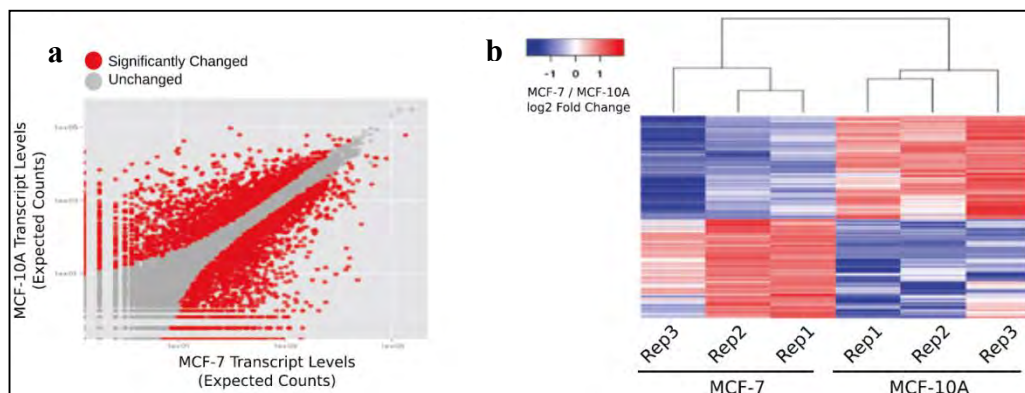 a
Significantly Changed
Unchanged
MCF-10A Transcript Levels
(Expected Counts)
MCF-7 Transcript Levels
(Expected Counts)
b
-1 0 1
MCF-7 / MCF-10A
log2 Fold Change
Rep3 Rep2 Rep1 Rep1 Rep2 Rep3
MCF-7 MCF-10A